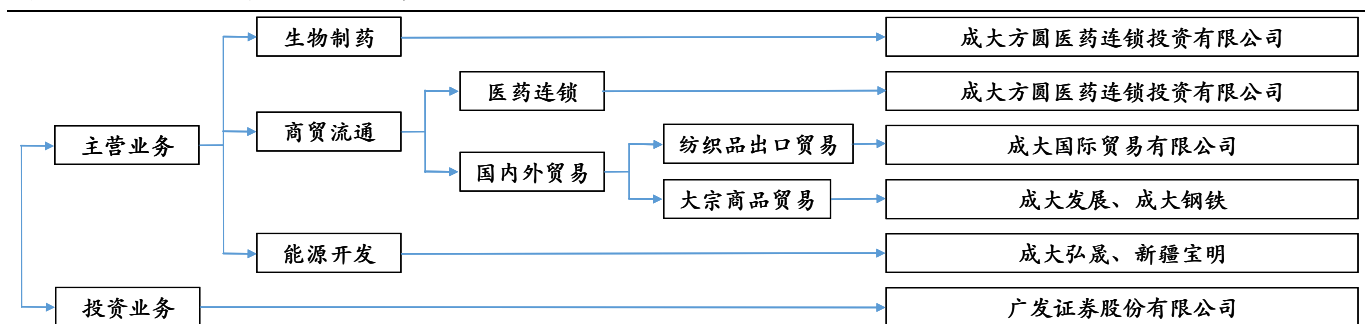 生物制药
成大方圆医药连锁投资有限公司
医药连锁
成大方圆医药连锁投资有限公司
商贸流通
主营业务
纺织品出口贸易
成大国际贸易有限公司
国内外贸易
大宗商品贸易
成大发展、成大钢铁
能源开发
成大弘晟、新疆宝明
投资业务
广发证券股份有限公司